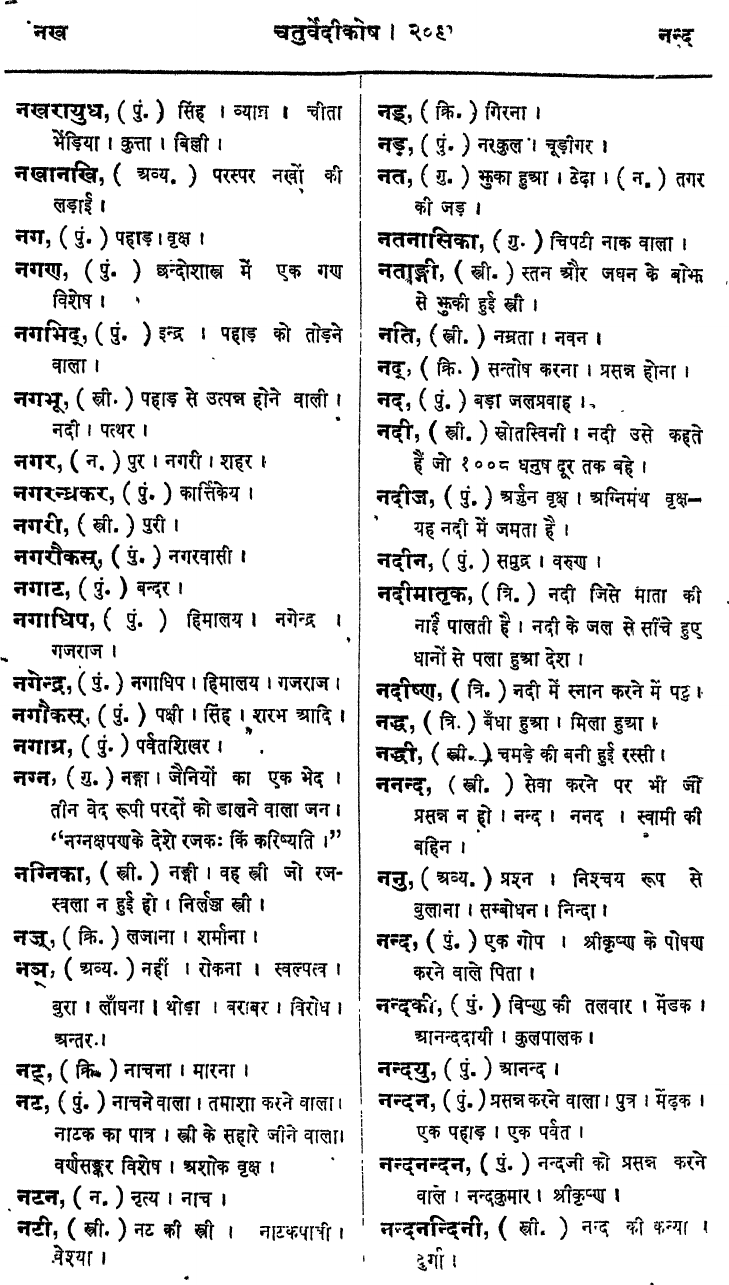 नख चतुर्वेदीकोष । २०९ नन्द
नखरायुध, ( पुं. ) सिंह । व्याघ्र । चीता
भेंड़िया । कुत्ता । बिल्ली ।
नखानखि, ( अव्य. ) परस्पर नखों की
लड़ाई ।
नग, ( पुं. ) पहाड़ । वृक्ष ।
नगण, ( पुं. ) छन्दोशास्त्र में एक गण
विशेष ।
नगभिद्, ( पुं. ) इन्द्र । पहाड़ को तोड़ने
वाला ।
नगभू, ( स्त्री. ) पहाड़ से उत्पन्न होने वाली ।
नदी । पत्थर ।
नगर, ( न. ) पुर । नगरी । शहर ।
नगरन्ध्रकर, ( पुं. ) कार्त्तिकेय ।
नगरी, ( स्त्री. ) पुरी ।
नगरौकस्, ( पुं. ) नगरवासी ।
नगाट, ( पुं. ) बन्दर ।
नगाधिप, ( पुं. ) हिमालय । नगेन्द्र ।
गजराज ।
नगेन्द्र, ( पुं. ) नगाधिप । हिमालय । गजराज ।
नगौकस्, ( पुं. ) पक्षी । सिंह । शरभ आदि ।
नगाग्र, ( पुं. ) पर्वतशिखर ।
नग्न, ( गु. ) नङ्गा । जैनियों का एक भेद ।
तीन वेद रूपी परदों को डालने वाला जन ।
“नग्नक्षपणके देशे रजकः किं करिष्यति ।”
नग्निका, ( स्त्री. ) नङ्गी । वह स्त्री जो रज-
स्वला न हुई हो । निर्लज्ज स्त्री ।
नज्, ( क्रि. ) लजाना । शर्माना ।
नञ्, ( अव्य. ) नहीं । रोकना । स्वल्पत्व ।
बुरा । लाँघना । थोड़ा । बराबर । विरोध ।
अन्तर ।
नट्, ( क्रि. ) नाचना । मारना ।
नट, ( पुं. ) नाचनेवाला । तमाशा करने वाला ।
नाटक का पात्र । स्त्री के सहारे जीने वाला ।
वर्णसङ्कर विशेष । अशोक वृक्ष ।
नटन, ( न. ) नृत्य । नाच ।
नटी, ( स्त्री. ) नट की स्त्री । नाटकपात्री ।
वेश्या ।
नड्, ( क्रि. ) गिरना ।
नड़, ( पुं. ) नरकुल । चूड़ीगर ।
नत, ( गु. ) झुका हुआ । टेढ़ा । ( न. ) तगर
की जड़ ।
नतनासिका, ( गु. ) चिपटी नाक वाला ।
नताङ्गी, ( स्त्री. ) स्तन और जघन के बोझ
से झुकी हुई स्त्री ।
नति, ( स्त्री. ) नम्रता । नवन ।
नद्, ( क्रि. ) सन्तोष करना । प्रसन्न होना ।
नद, ( पुं. ) बड़ा जलप्रवाह ।
नदी, ( स्त्री. ) स्रोतस्विनी । नदी उसे कहते
हैं जो १००८ धनुष दूर तक बहे ।
नदीज, ( पुं. ) अर्जुन वृक्ष । अग्निमंथ वृक्ष—
यह नदी में जमता है ।
नदीन, ( पुं. ) समुद्र । वरुण ।
नदीमातृक, ( त्रि. ) नदी जिसे माता की
नाईं पालती है । नदी के जल से सींचे हुए
धानों से पला हुआ देश ।
नदीष्ण, ( त्रि. ) नदी में स्नान करने में पटु ।
नद्ध, ( त्रि. ) बँधा हुआ । मिला हुआ ।
नद्धी, ( स्त्री. ) चमड़े की बनी हुई रस्सी ।
ननन्द, ( स्त्री. ) सेवा करने पर भी जो
प्रसन्न न हो । नन्द । ननद । स्वामी की
बहिन ।
ननु, ( अव्य. ) प्रश्न । निश्चय रूप से
बुलाना । सम्बोधन । निन्दा ।
नन्द, ( पुं. ) एक गोप । श्रीकृष्ण के पोषण
करने वाले पिता ।
नन्दकी, ( पुं. ) विष्णु की तलवार । मेंडक ।
आनन्ददायी । कुलपालक ।
नन्दयु, ( पुं. ) आनन्द ।
नन्दन, ( पुं. ) प्रसन्न करने वाला । पुत्र । मेंढ़क ।
एक पहाड़ । एक पर्वत ।
नन्दनन्दन, ( पुं. ) नन्दजी को प्रसन्न करने
वाले । नन्दकुमार । श्रीकृष्ण ।
नन्दनन्दिनी, ( स्त्री. ) नन्द की कन्या ।
दुर्गा ।